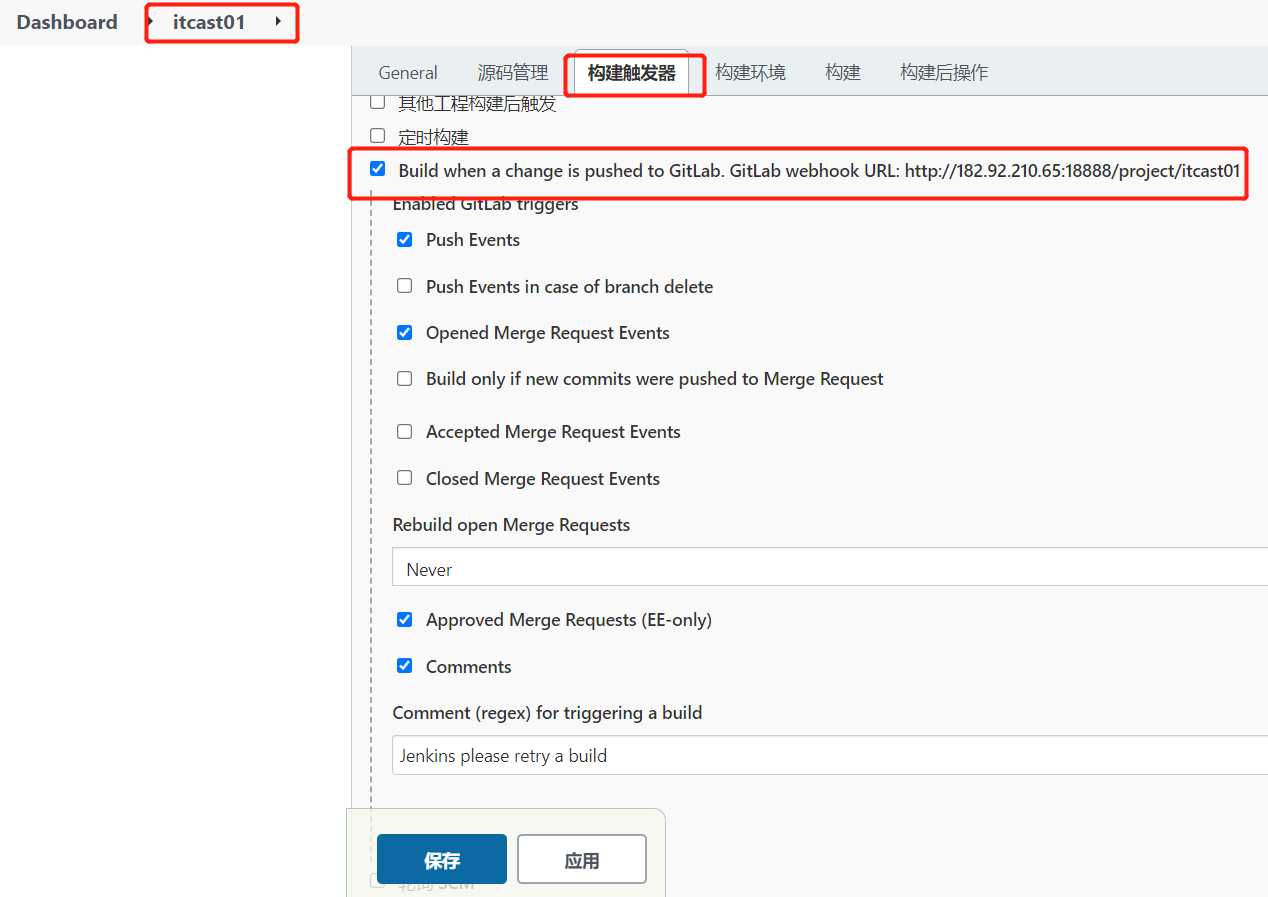 Dashboard itcast01
General 源码管理 构建触发器 构建环境 构建 构建后操作
其他工程构建后触发
定时构建
Build when a change is pushed to GitLab. GitLab webhook URL: http://182.92.210.65:18888/project/itcast01
Enabled GitLab triggers
Push Events
Push Events in case of branch delete
Opened Merge Request Events
Build only if new commits were pushed to Merge Request
Accepted Merge Request Events
Closed Merge Request Events
Rebuild open Merge Requests
Never
Approved Merge Requests (EE-only)
Comments
Comment (regex) for triggering a build
Jenkins please retry a build
保存 应用
轮询 SCM